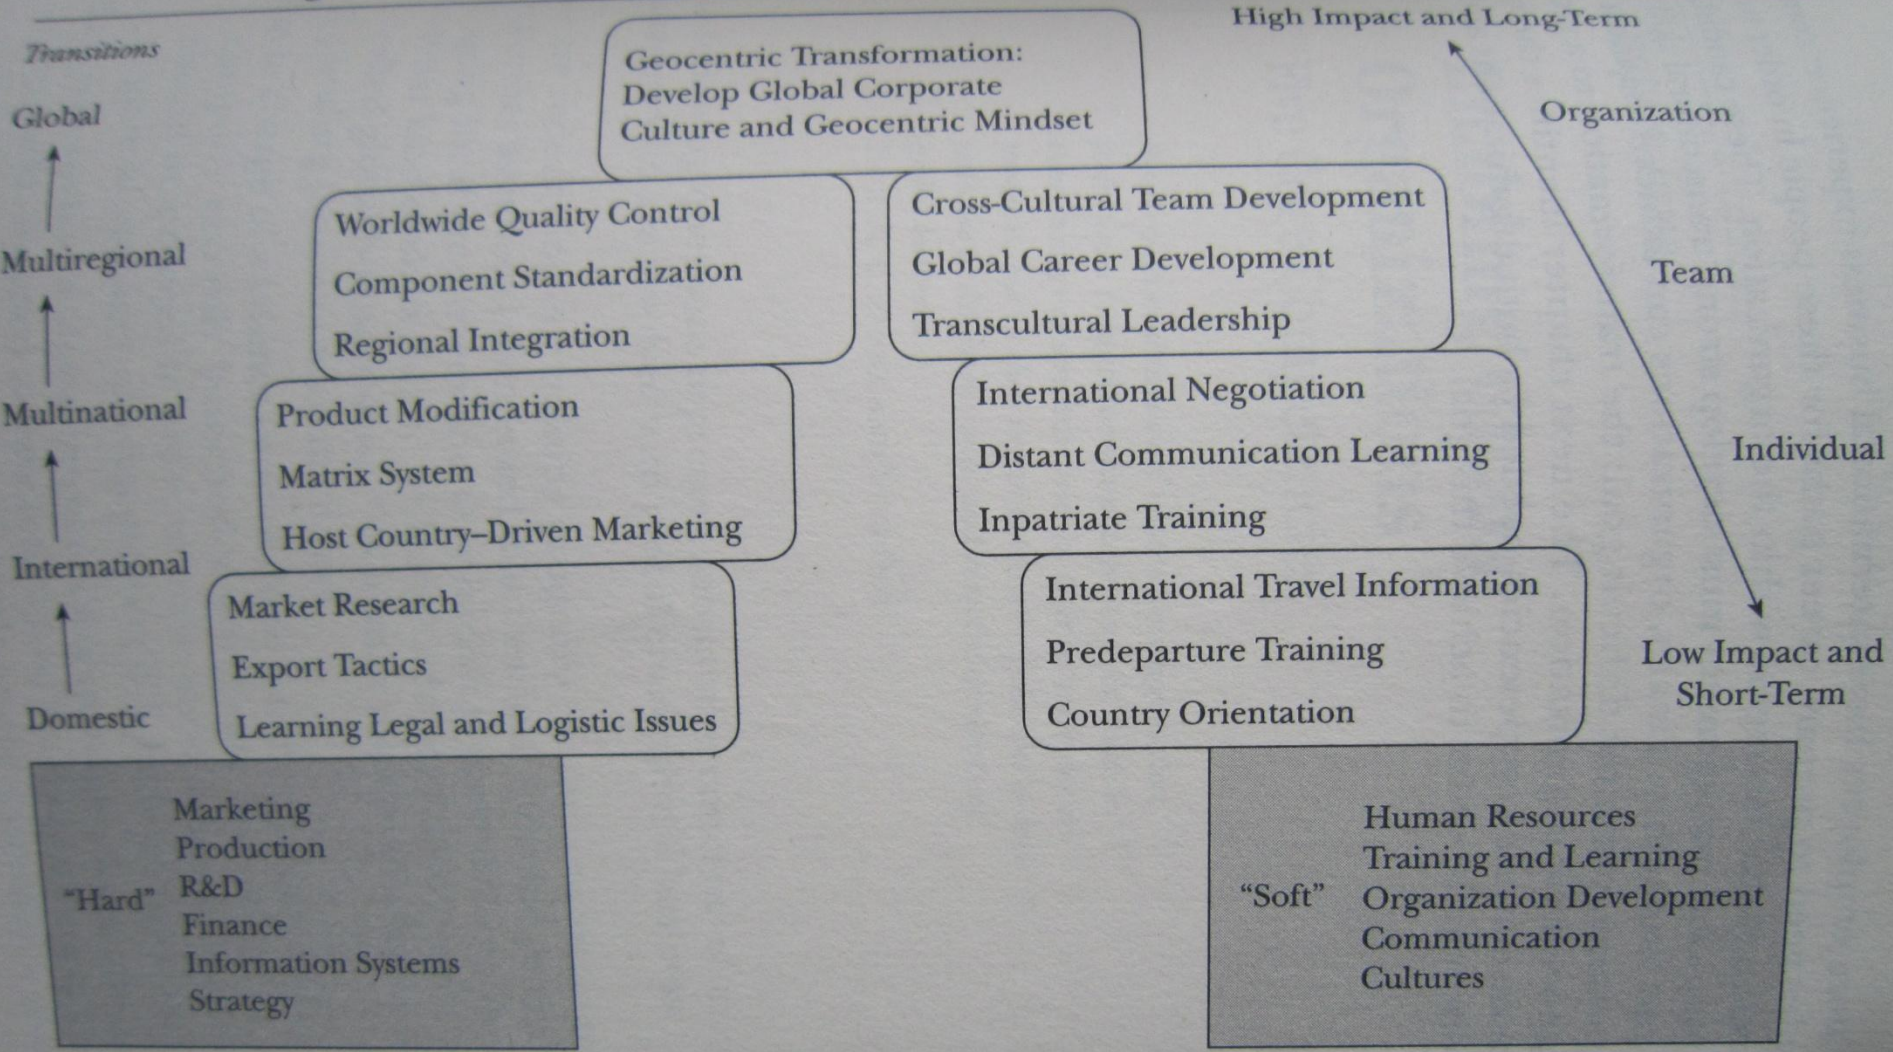 Transitions
Global
Multiregional
Multinational
International
Domestic
Geocentric Transformation:
Develop Global Corporate
Culture and Geocentric Mindset
Worldwide Quality Control
Component Standardization
Regional Integration
Cross-Cultural Team Development
Global Career Development
Transcultural Leadership
Product Modification
Matrix System
Host Country–Driven Marketing
International Negotiation
Distant Communication Learning
Inpatriate Training
Market Research
Export Tactics
Learning Legal and Logistic Issues
International Travel Information
Predeparture Training
Country Orientation
High Impact and Long-Term
Organization
Team
Individual
Low Impact and
Short-Term
“Hard”
Marketing
Production
R&D
Finance
Information Systems
Strategy
“Soft”
Human Resources
Training and Learning
Organization Development
Communication
Cultures